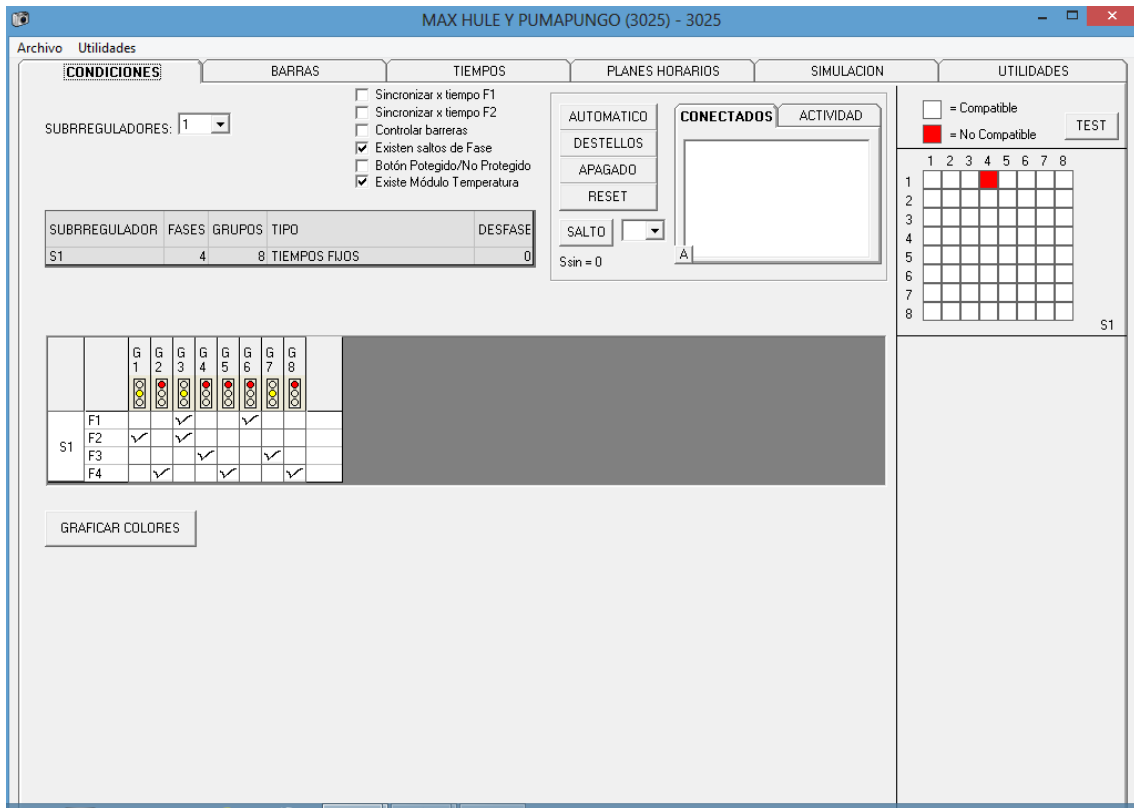 MAX HULE Y PUMAPUNGO (3025) - 3025
Archivo Utilidades
CONDICIONES BARRAS TIEMPOS PLANES HORARIOS SIMULACION UTILIDADES
SUBRREGULADORES: 1
Sincronizar x tiempo F1
Sincronizar x tiempo F2
Controlar barreras
Existen saltos de Fase
Botón Potegido/No Protegido
Existe Módulo Temperatura
AUTOMATICO
DESTELLOS
APAGADO
RESET
SALTO
Ssin = 0
CONECTADOS ACTIVIDAD
A
= Compatible
= No Compatible
TEST
1 2 3 4 5 6 7 8
1
2
3
4
5
6
7
8
S1
SUBRREGULADOR FASES GRUPOS TIPO DESFASE
S1 4 8 TIEMPOS FIJOS 0
G G G G G G G G
1 2 3 4 5 6 7 8
S1
F1
F2
F3
F4
GRAFICAR COLORES